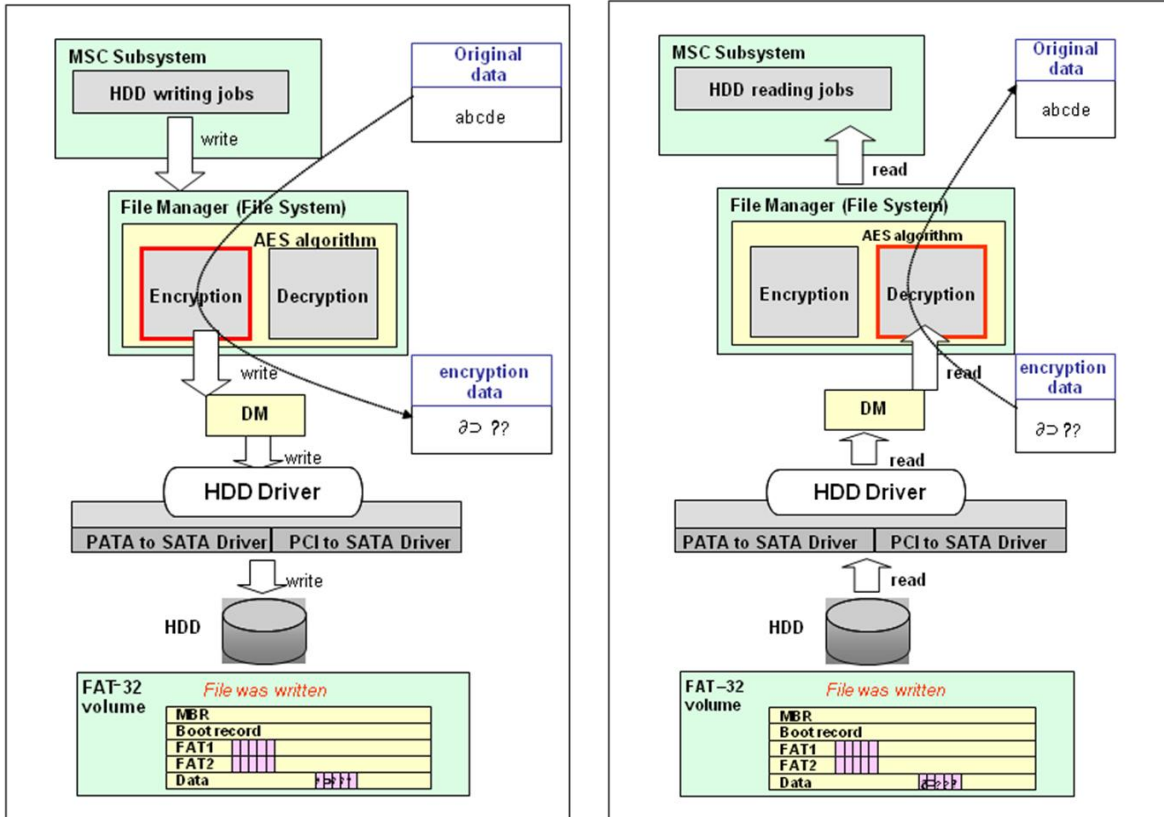 MSC Subsystem
HDD writing jobs
write
Original
data
abcde
File Manager (File System)
AES algorithm
Encryption
Decryption
write
encryption
data
∂⊃ ??
DM
write
HDD Driver
PATA to SATA Driver
PCI to SATA Driver
write
HDD
FAT-32
volume
File was written
MBR
Boot record
FAT1
FAT2
Data
MSC Subsystem
HDD reading jobs
read
Original
data
abcde
File Manager (File System)
AES algorithm
Encryption
Decryption
read
encryption
data
∂⊃ ??
DM
read
HDD Driver
PATA to SATA Driver
PCI to SATA Driver
read
HDD
FAT–32
volume
File was written
MBR
Boot record
FAT1
FAT2
Data